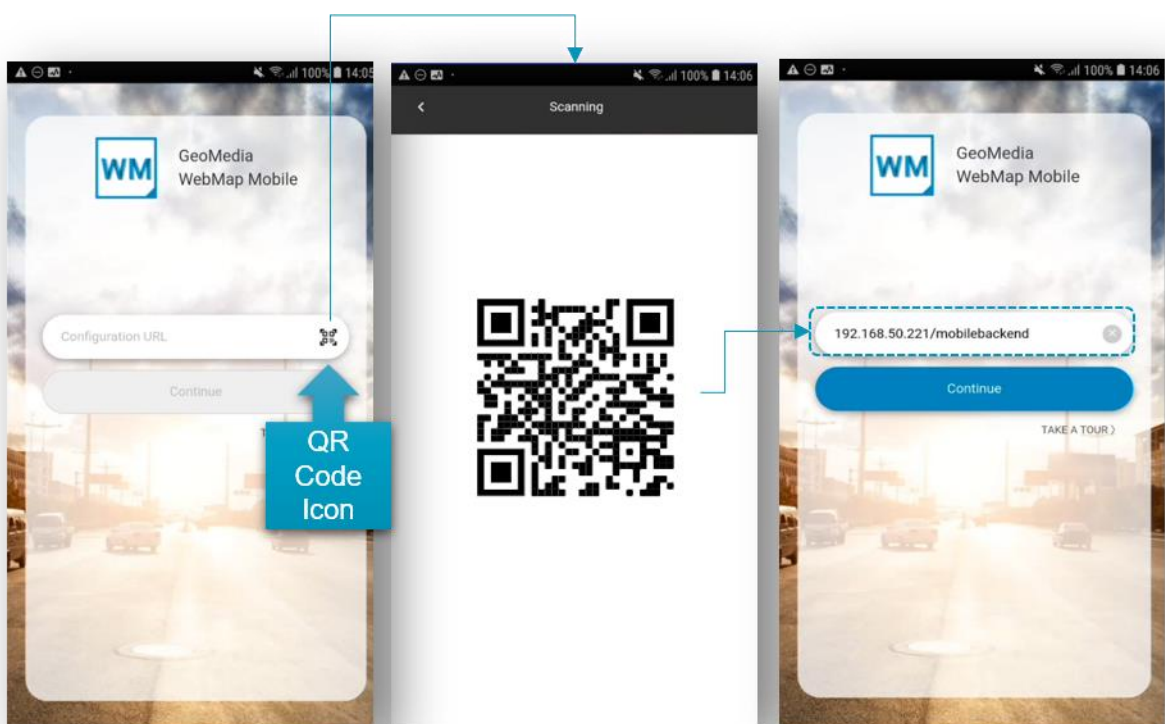 100% 14:05
WM
GeoMedia
WebMap Mobile
Configuration URL
Continue
T
QR
Code
Icon
100% 14:06
Scanning
100% 14:06
WM
GeoMedia
WebMap Mobile
192.168.50.221/mobilebackend
Continue
TAKE A TOUR